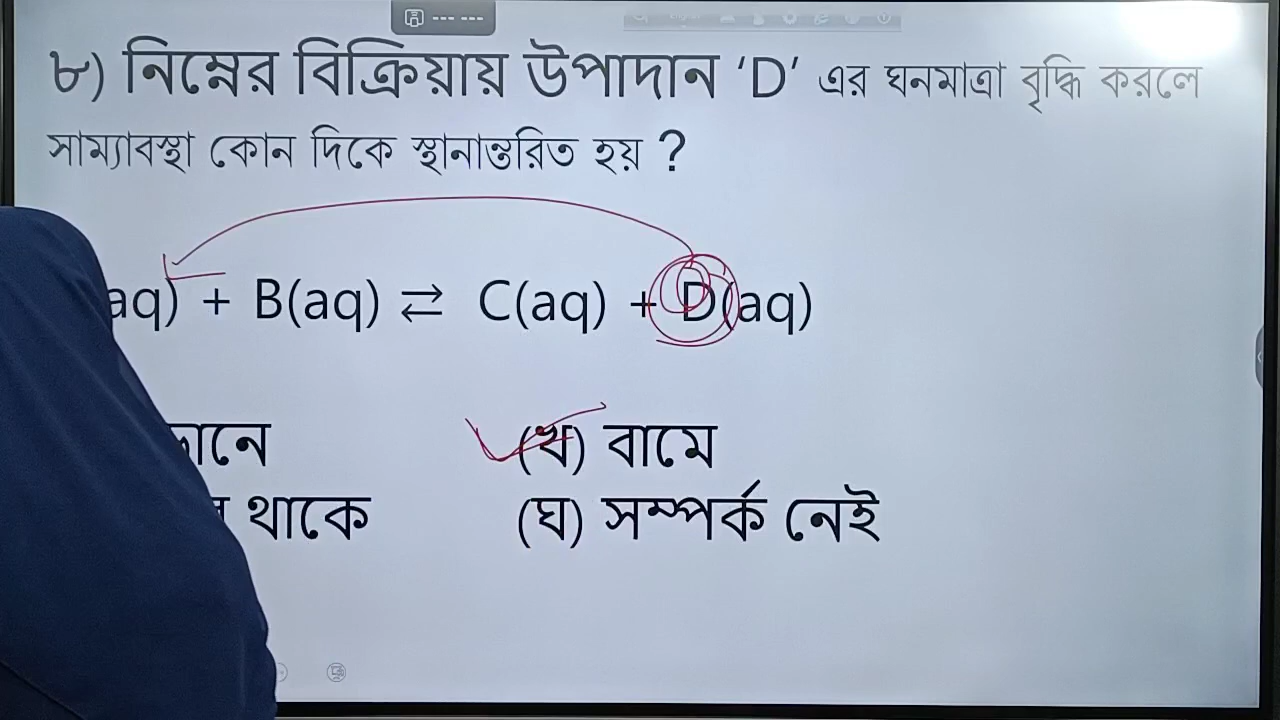 ৮) নিম্নের বিক্রিয়ায় উপাদান ‘D’ এর ঘনমাত্রা বৃদ্ধি করলে
সাম্যাবস্থা কোন দিকে স্থানান্তরিত হয় ?
aq) + B(aq) ⇄ C(aq) + D(aq)
ডানে (খ) বামে
থাকে (ঘ) সম্পর্ক নেই